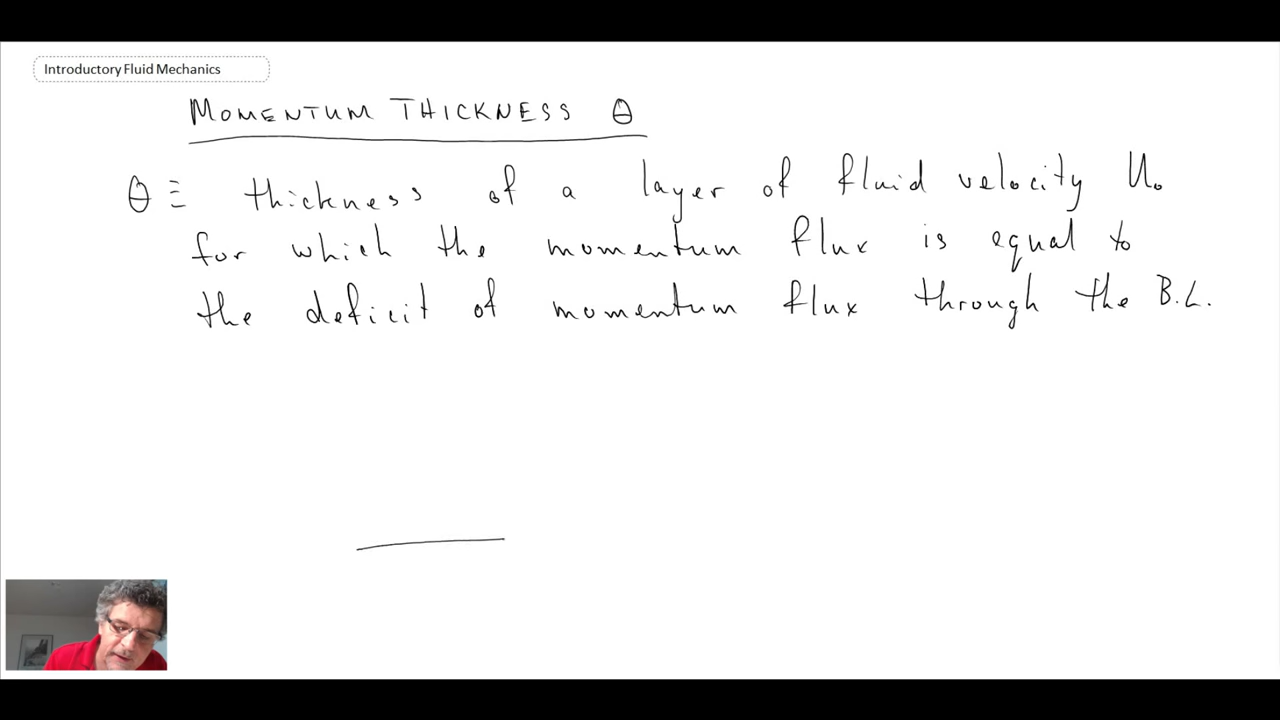 Introductory Fluid Mechanics
MOMENTUM THICKNESS θ
θ ≡ thickness of a layer of fluid velocity U₀
for which the momentum flux is equal to
the deficit of momentum flux through the B.L.